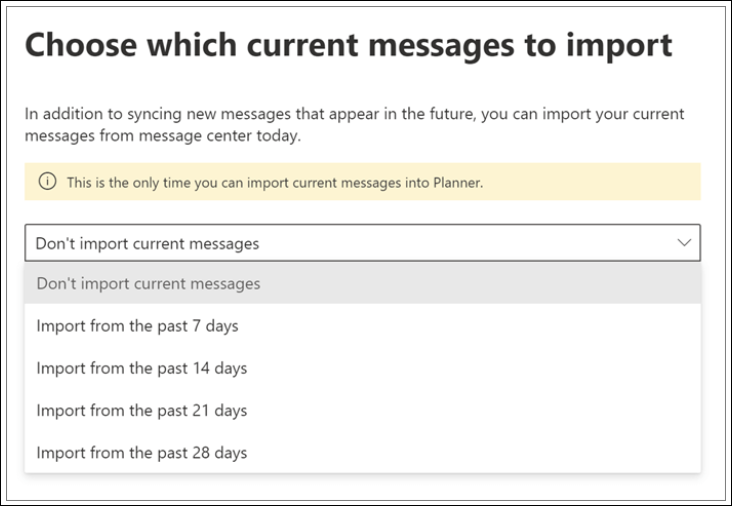 Choose which current messages to import
In addition to syncing new messages that appear in the future, you can import your current
messages from message center today.
This is the only time you can import current messages into Planner.
Don't import current messages
Don't import current messages
Import from the past 7 days
Import from the past 14 days
Import from the past 21 days
Import from the past 28 days